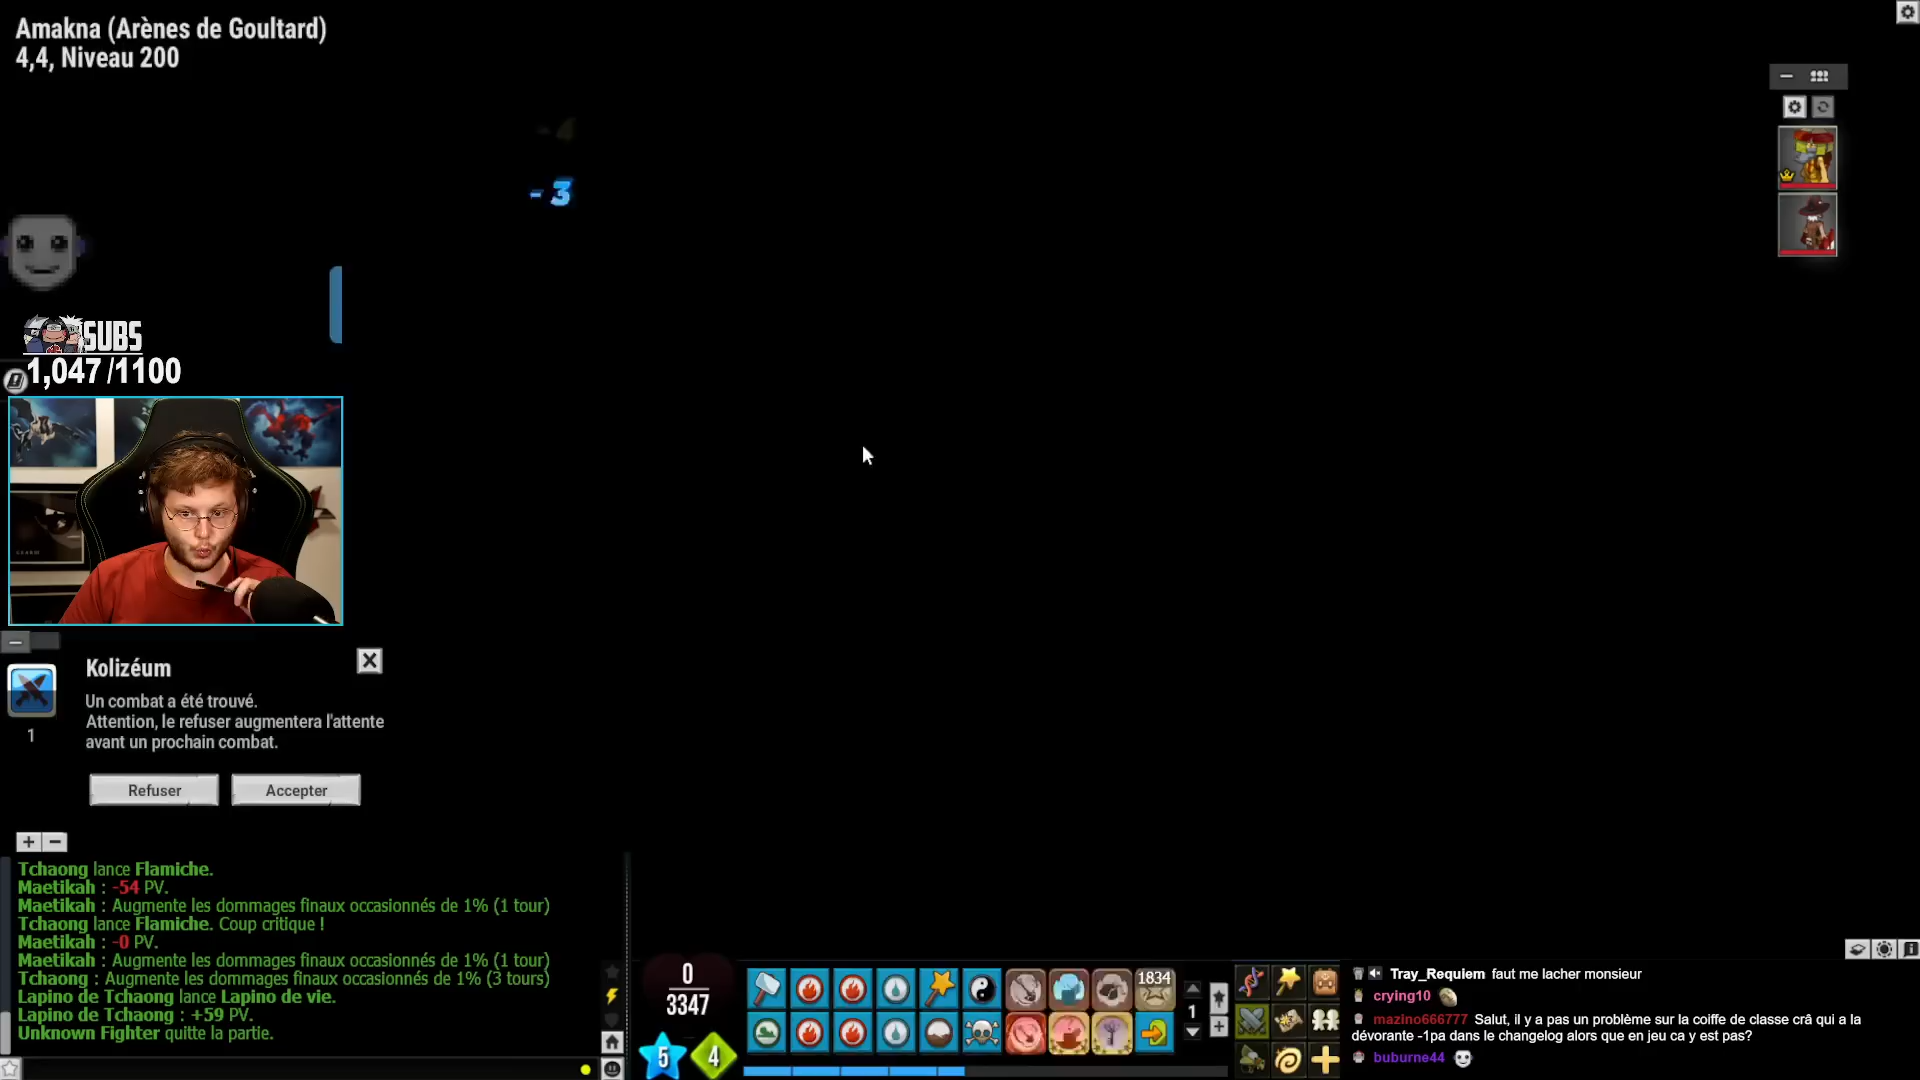 Amakna (Arènes de Goultard)
4,4, Niveau 200
- 3
SUBS
1,047 /1100
Kolizéum
Un combat a été trouvé.
Attention, le refuser augmentera l'attente
avant un prochain combat.
1
Refuser
Accepter
Tchaong lance Flamiche.
Maetikah : -54 PV.
Maetikah : Augmente les dommages finaux occasionnés de 1% (1 tour)
Tchaong lance Flamiche. Coup critique !
Maetikah : -0 PV.
Maetikah : Augmente les dommages finaux occasionnés de 1% (1 tour)
Tchaong : Augmente les dommages finaux occasionnés de 1% (3 tours)
Lapino de Tchaong lance Lapino de vie.
Lapino de Tchaong : +59 PV.
Unknown Fighter quitte la partie.
0
3347
5
4
1834
1
Tray_Requiem faut me lacher monsieur
crying10
mazino666777 Salut, il y a pas un problème sur la coiffe de classe crâ qui a la
dévorante -1pa dans le changelog alors que en jeu ca y est pas?
buburne44